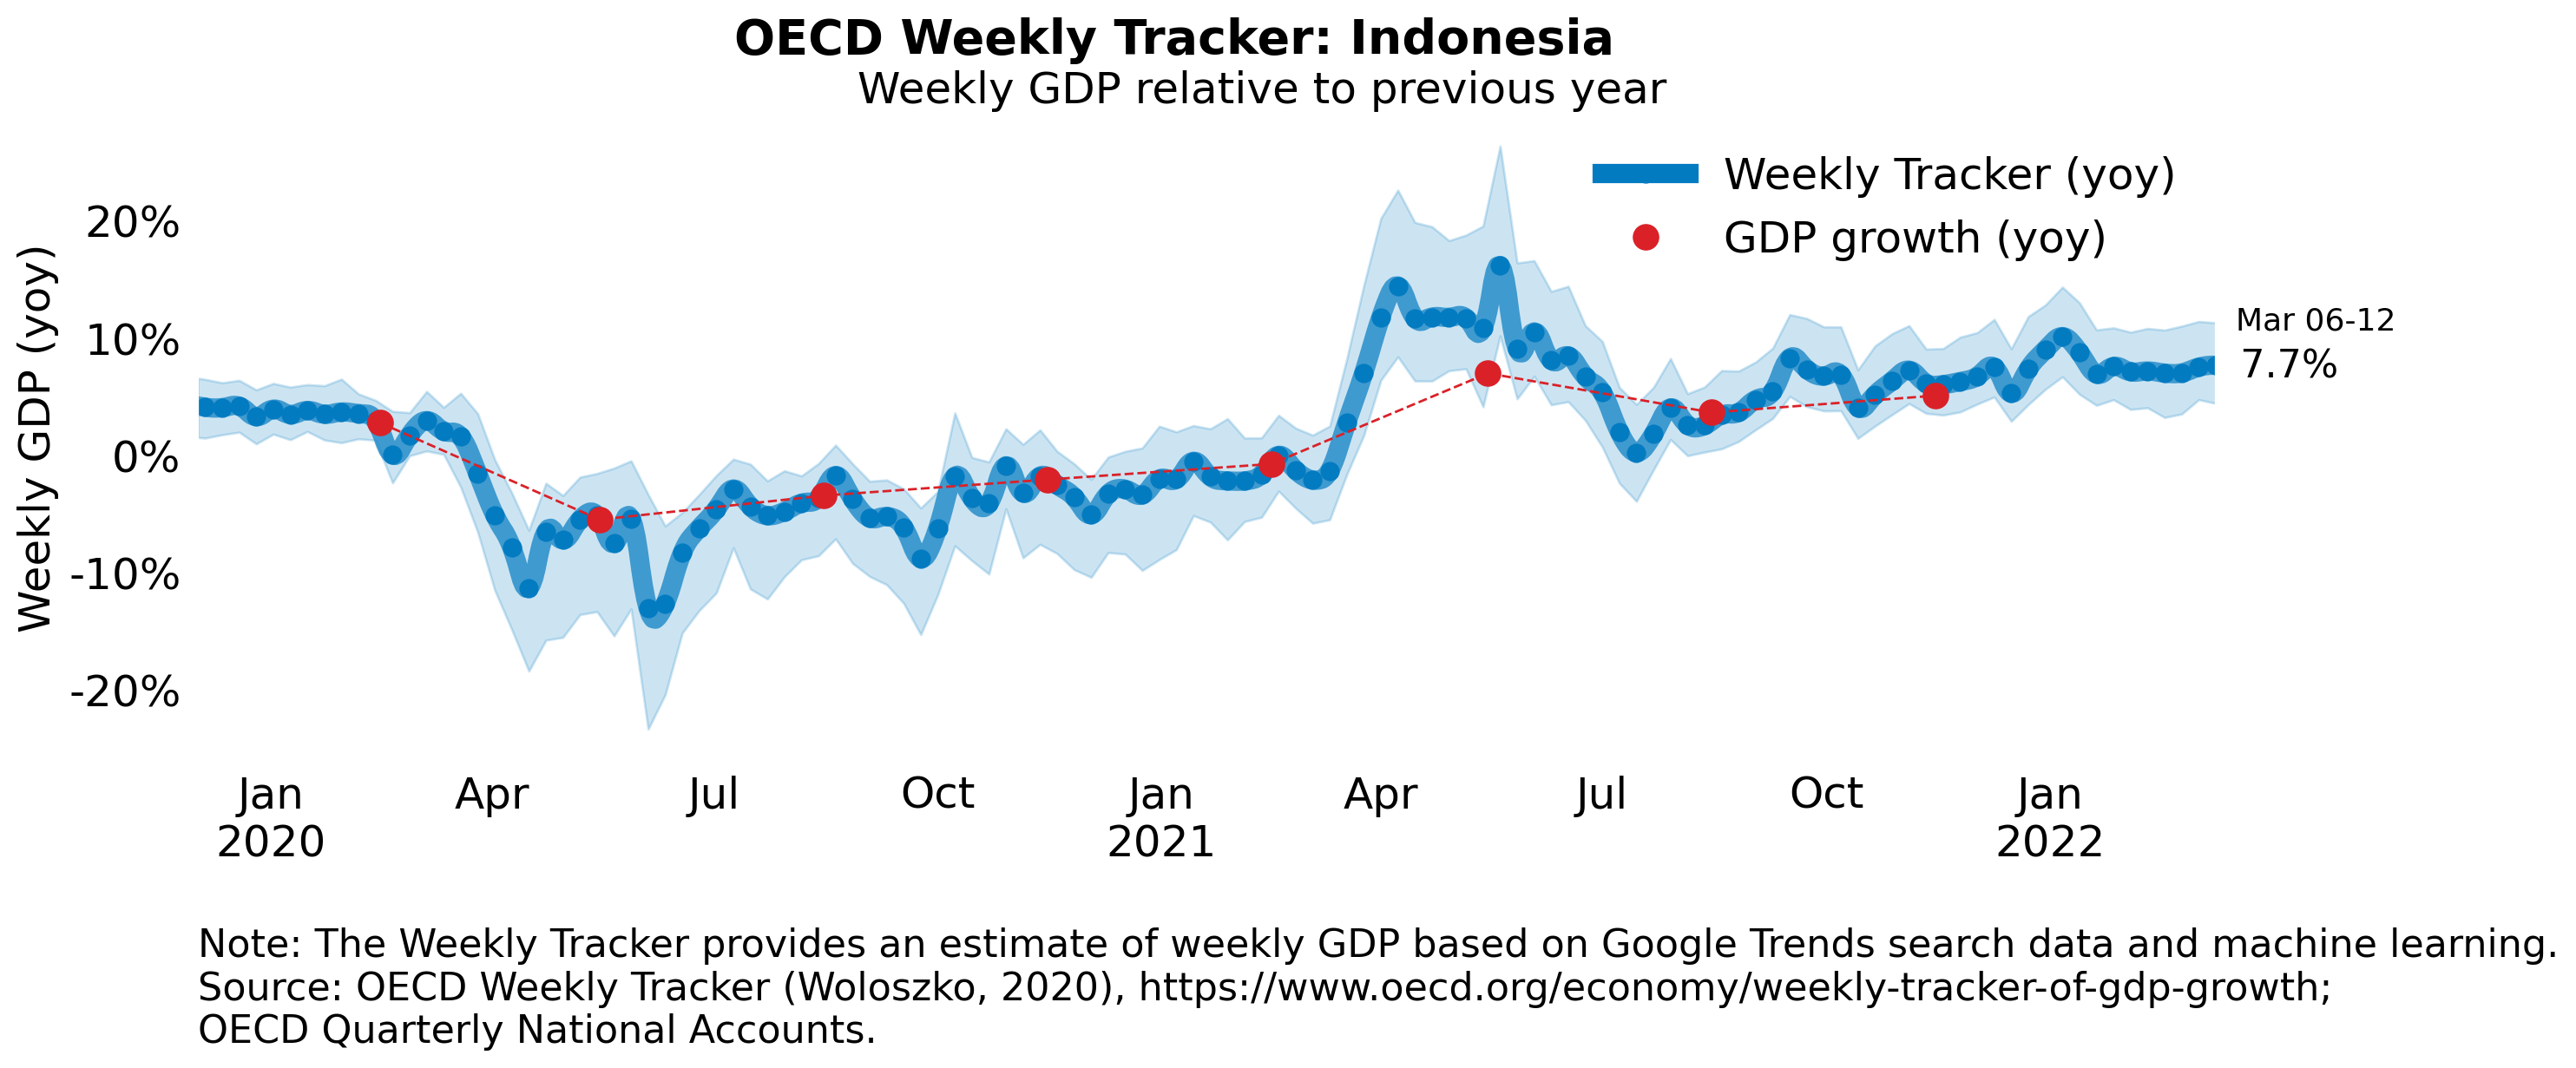 OECD Weekly Tracker: Indonesia
Weekly GDP relative to previous year
Weekly GDP (yoy)
20%
10%
0%
-10%
-20%
Weekly Tracker (yoy)
GDP growth (yoy)
Mar 06-12
7.7%
Jan Apr Jul Oct Jan Apr Jul Oct Jan
2020 2021 2022
Note: The Weekly Tracker provides an estimate of weekly GDP based on Google Trends search data and machine learning.
Source: OECD Weekly Tracker (Woloszko, 2020), https://www.oecd.org/economy/weekly-tracker-of-gdp-growth;
OECD Quarterly National Accounts.